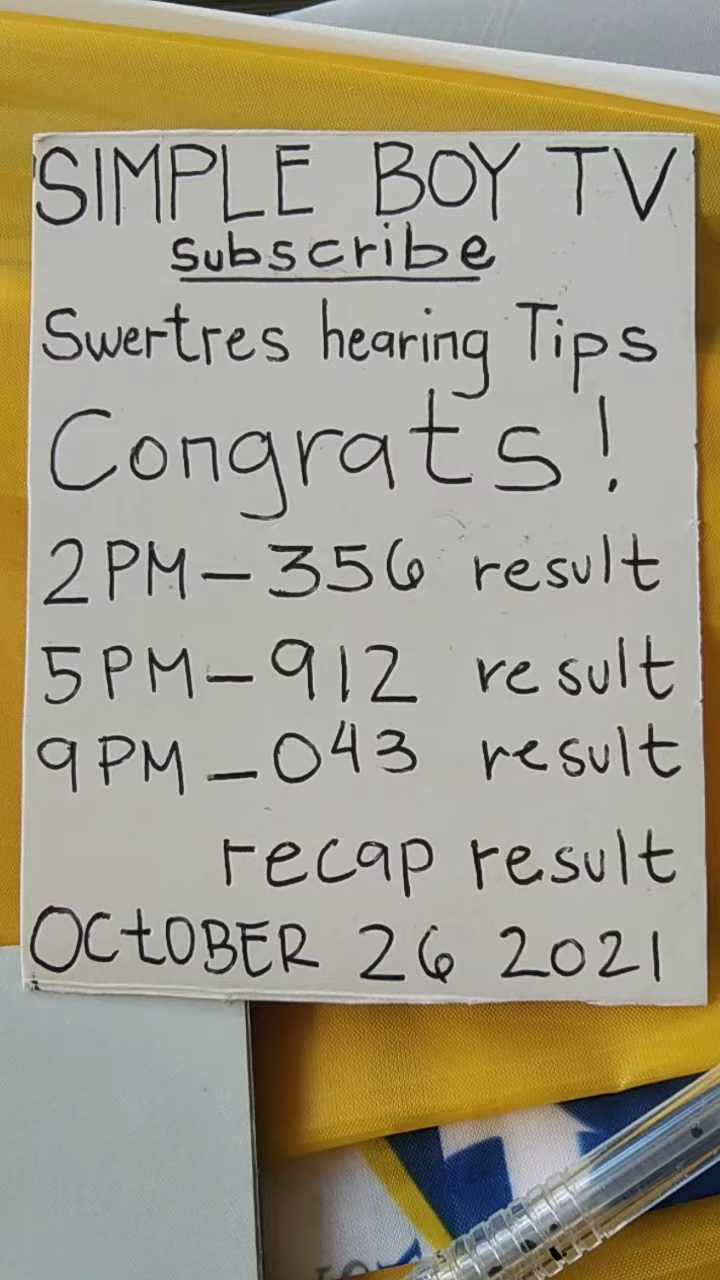 SIMPLE BOY TV
subscribe
Swertres hearing Tips
Congrats!
2PM-356 result
5PM-912 result
9PM-043 result
recap result
OCtOBER 26 2021